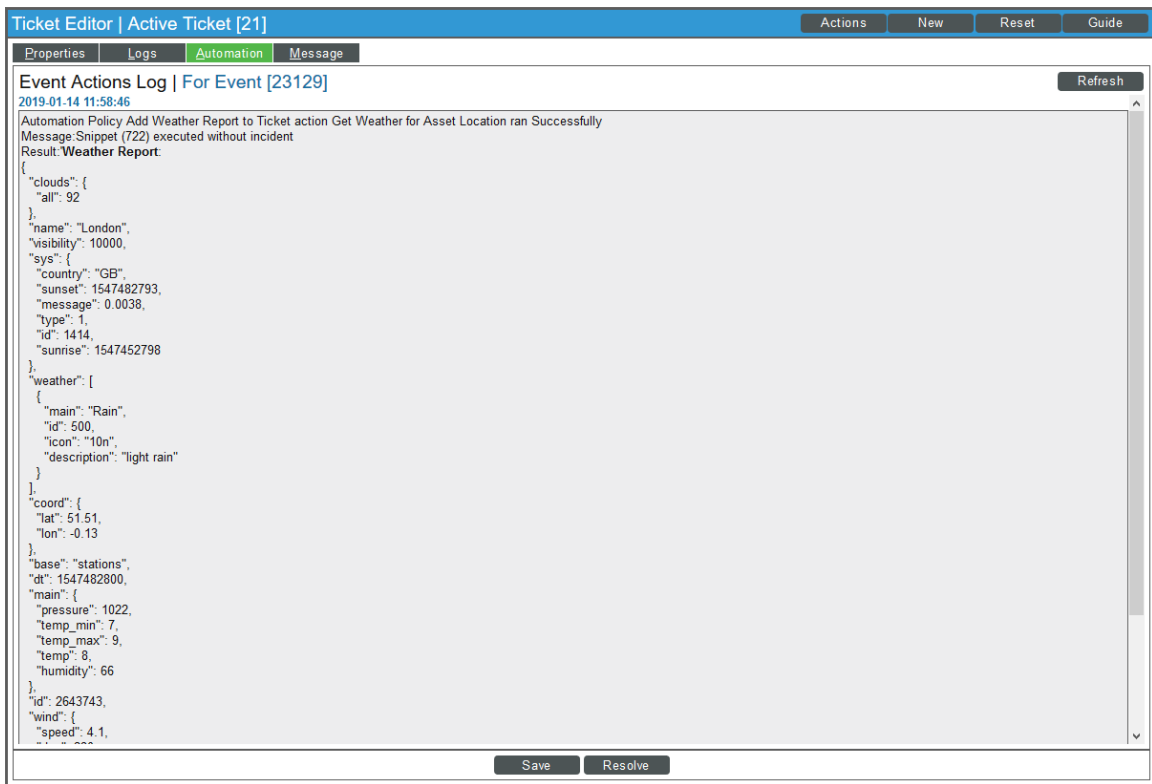 Ticket Editor | Active Ticket [21]
Actions
New
Reset
Guide
Properties
Logs
Automation
Message
Event Actions Log | For Event [23129]
Refresh
2019-01-14 11:58:46
Automation Policy Add Weather Report to Ticket action Get Weather for Asset Location ran Successfully
Message:Snippet (722) executed without incident
Result:'Weather Report:
{
"clouds": {
"all": 92
},
"name": "London",
"visibility": 10000,
"sys": {
"country": "GB",
"sunset": 1547482793,
"message": 0.0038,
"type": 1,
"id": 1414,
"sunrise": 1547452798
},
"weather": [
{
"main": "Rain",
"id": 500,
"icon": "10n",
"description": "light rain"
}
],
"coord": {
"lat": 51.51,
"lon": -0.13
},
"base": "stations",
"dt": 1547482800,
"main": {
"pressure": 1022,
"temp_min": 7,
"temp_max": 9,
"temp": 8,
"humidity": 66
},
"id": 2643743,
"wind": {
"speed": 4.1,
Save
Resolve